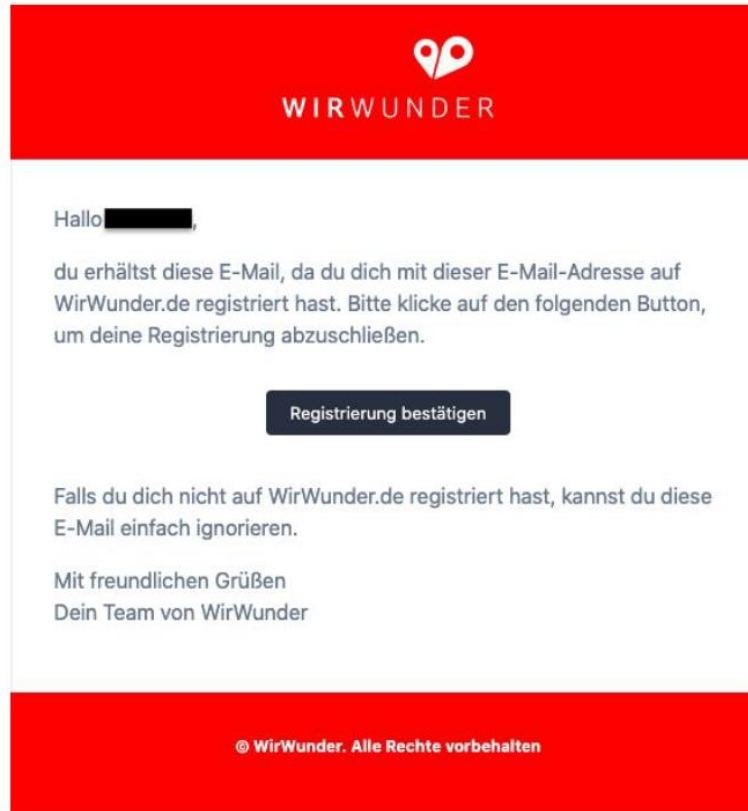 WIRWUNDER
Hallo ,
du erhältst diese E-Mail, da du dich mit dieser E-Mail-Adresse auf
WirWunder.de registriert hast. Bitte klicke auf den folgenden Button,
um deine Registrierung abzuschließen.
Registrierung bestätigen
Falls du dich nicht auf WirWunder.de registriert hast, kannst du diese
E-Mail einfach ignorieren.
Mit freundlichen Grüßen
Dein Team von WirWunder
© WirWunder. Alle Rechte vorbehalten